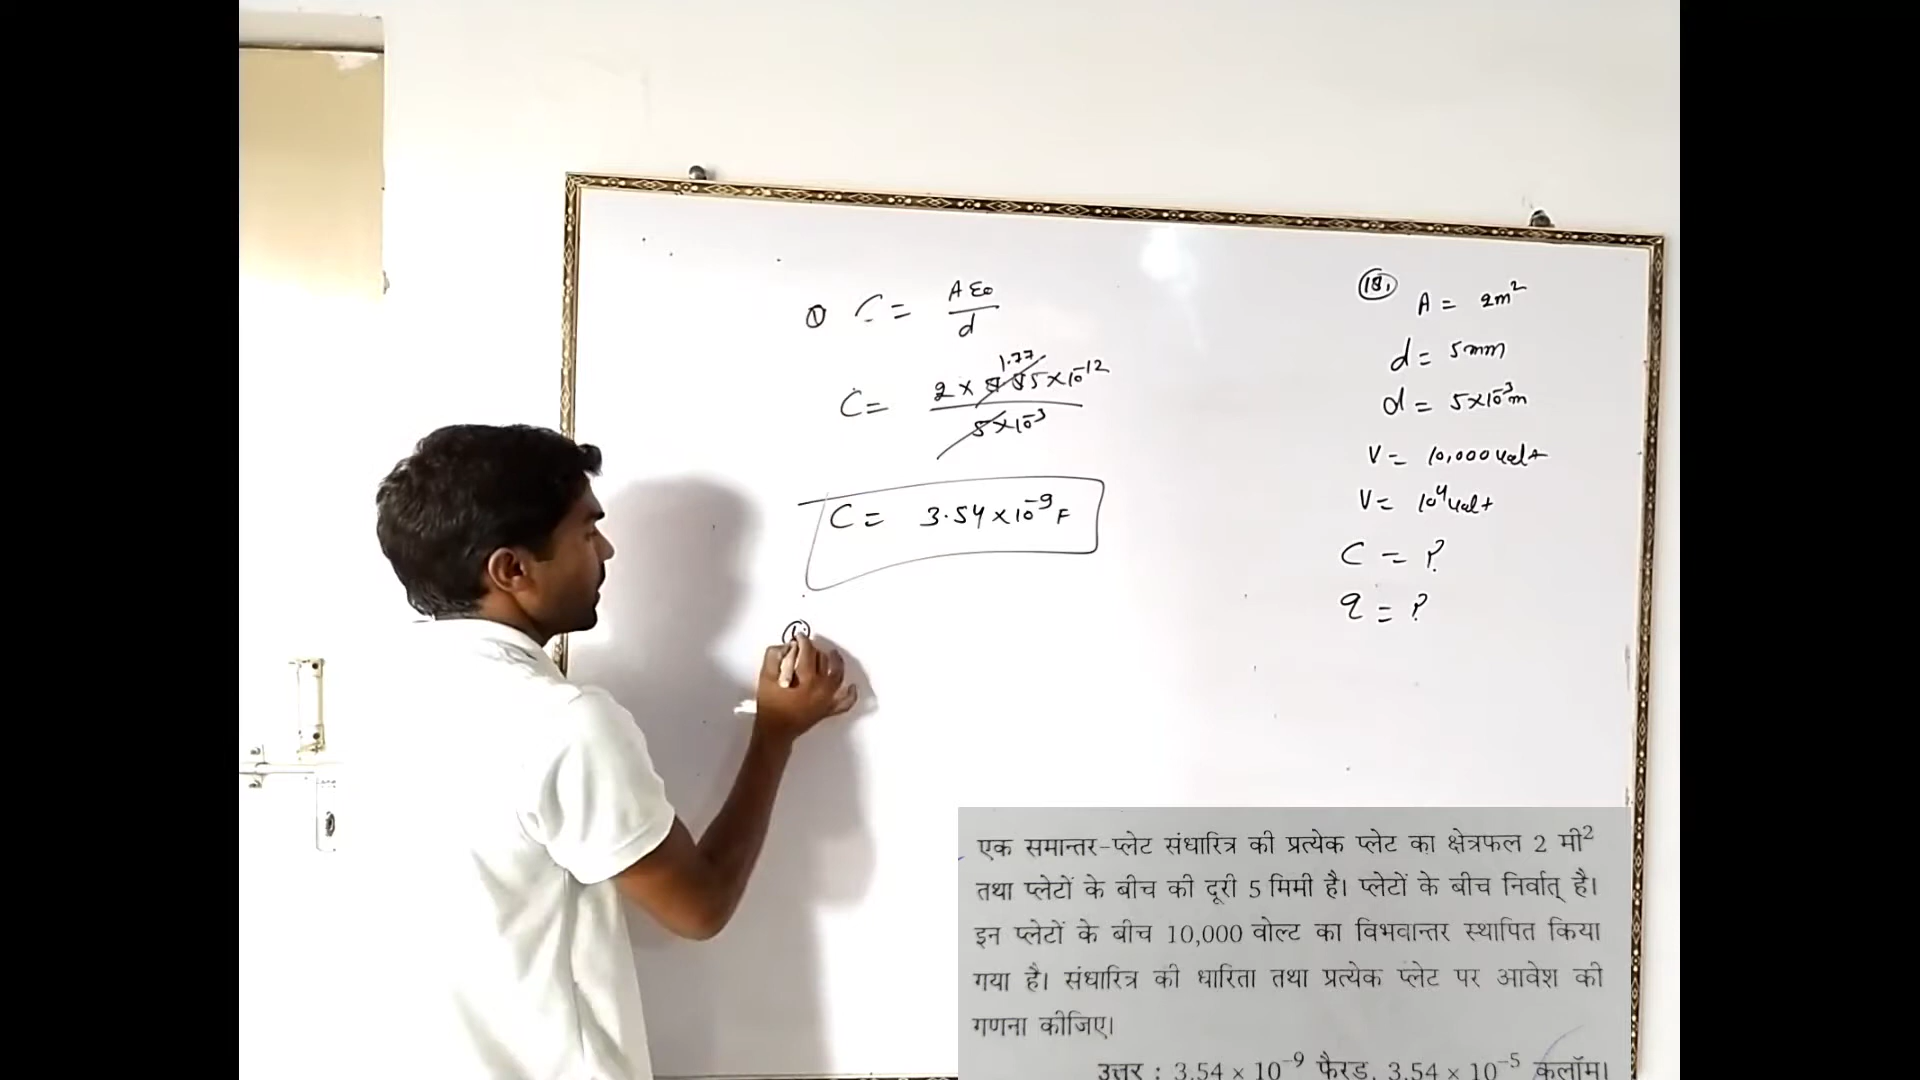 ① C = Aε₀/d
C = 2 × 8.85 × 10⁻¹² / 5 × 10⁻³
1.77
C = 3.54 × 10⁻⁹ F
18.
A = 2m²
d = 5mm
d = 5×10⁻³m
V = 10,000 volt
V = 10⁴ volt
C = ?
q = ?
एक समान्तर-प्लेट संधारित्र की प्रत्येक प्लेट का क्षेत्रफल 2 मी²
तथा प्लेटों के बीच की दूरी 5 मिमी है। प्लेटों के बीच निर्वात् है।
इन प्लेटों के बीच 10,000 वोल्ट का विभवान्तर स्थापित किया
गया है। संधारित्र की धारिता तथा प्रत्येक प्लेट पर आवेश की
गणना कीजिए।
उत्तर : 3.54 × 10⁻⁹ फैरड, 3.54 × 10⁻⁵ कूलॉम।